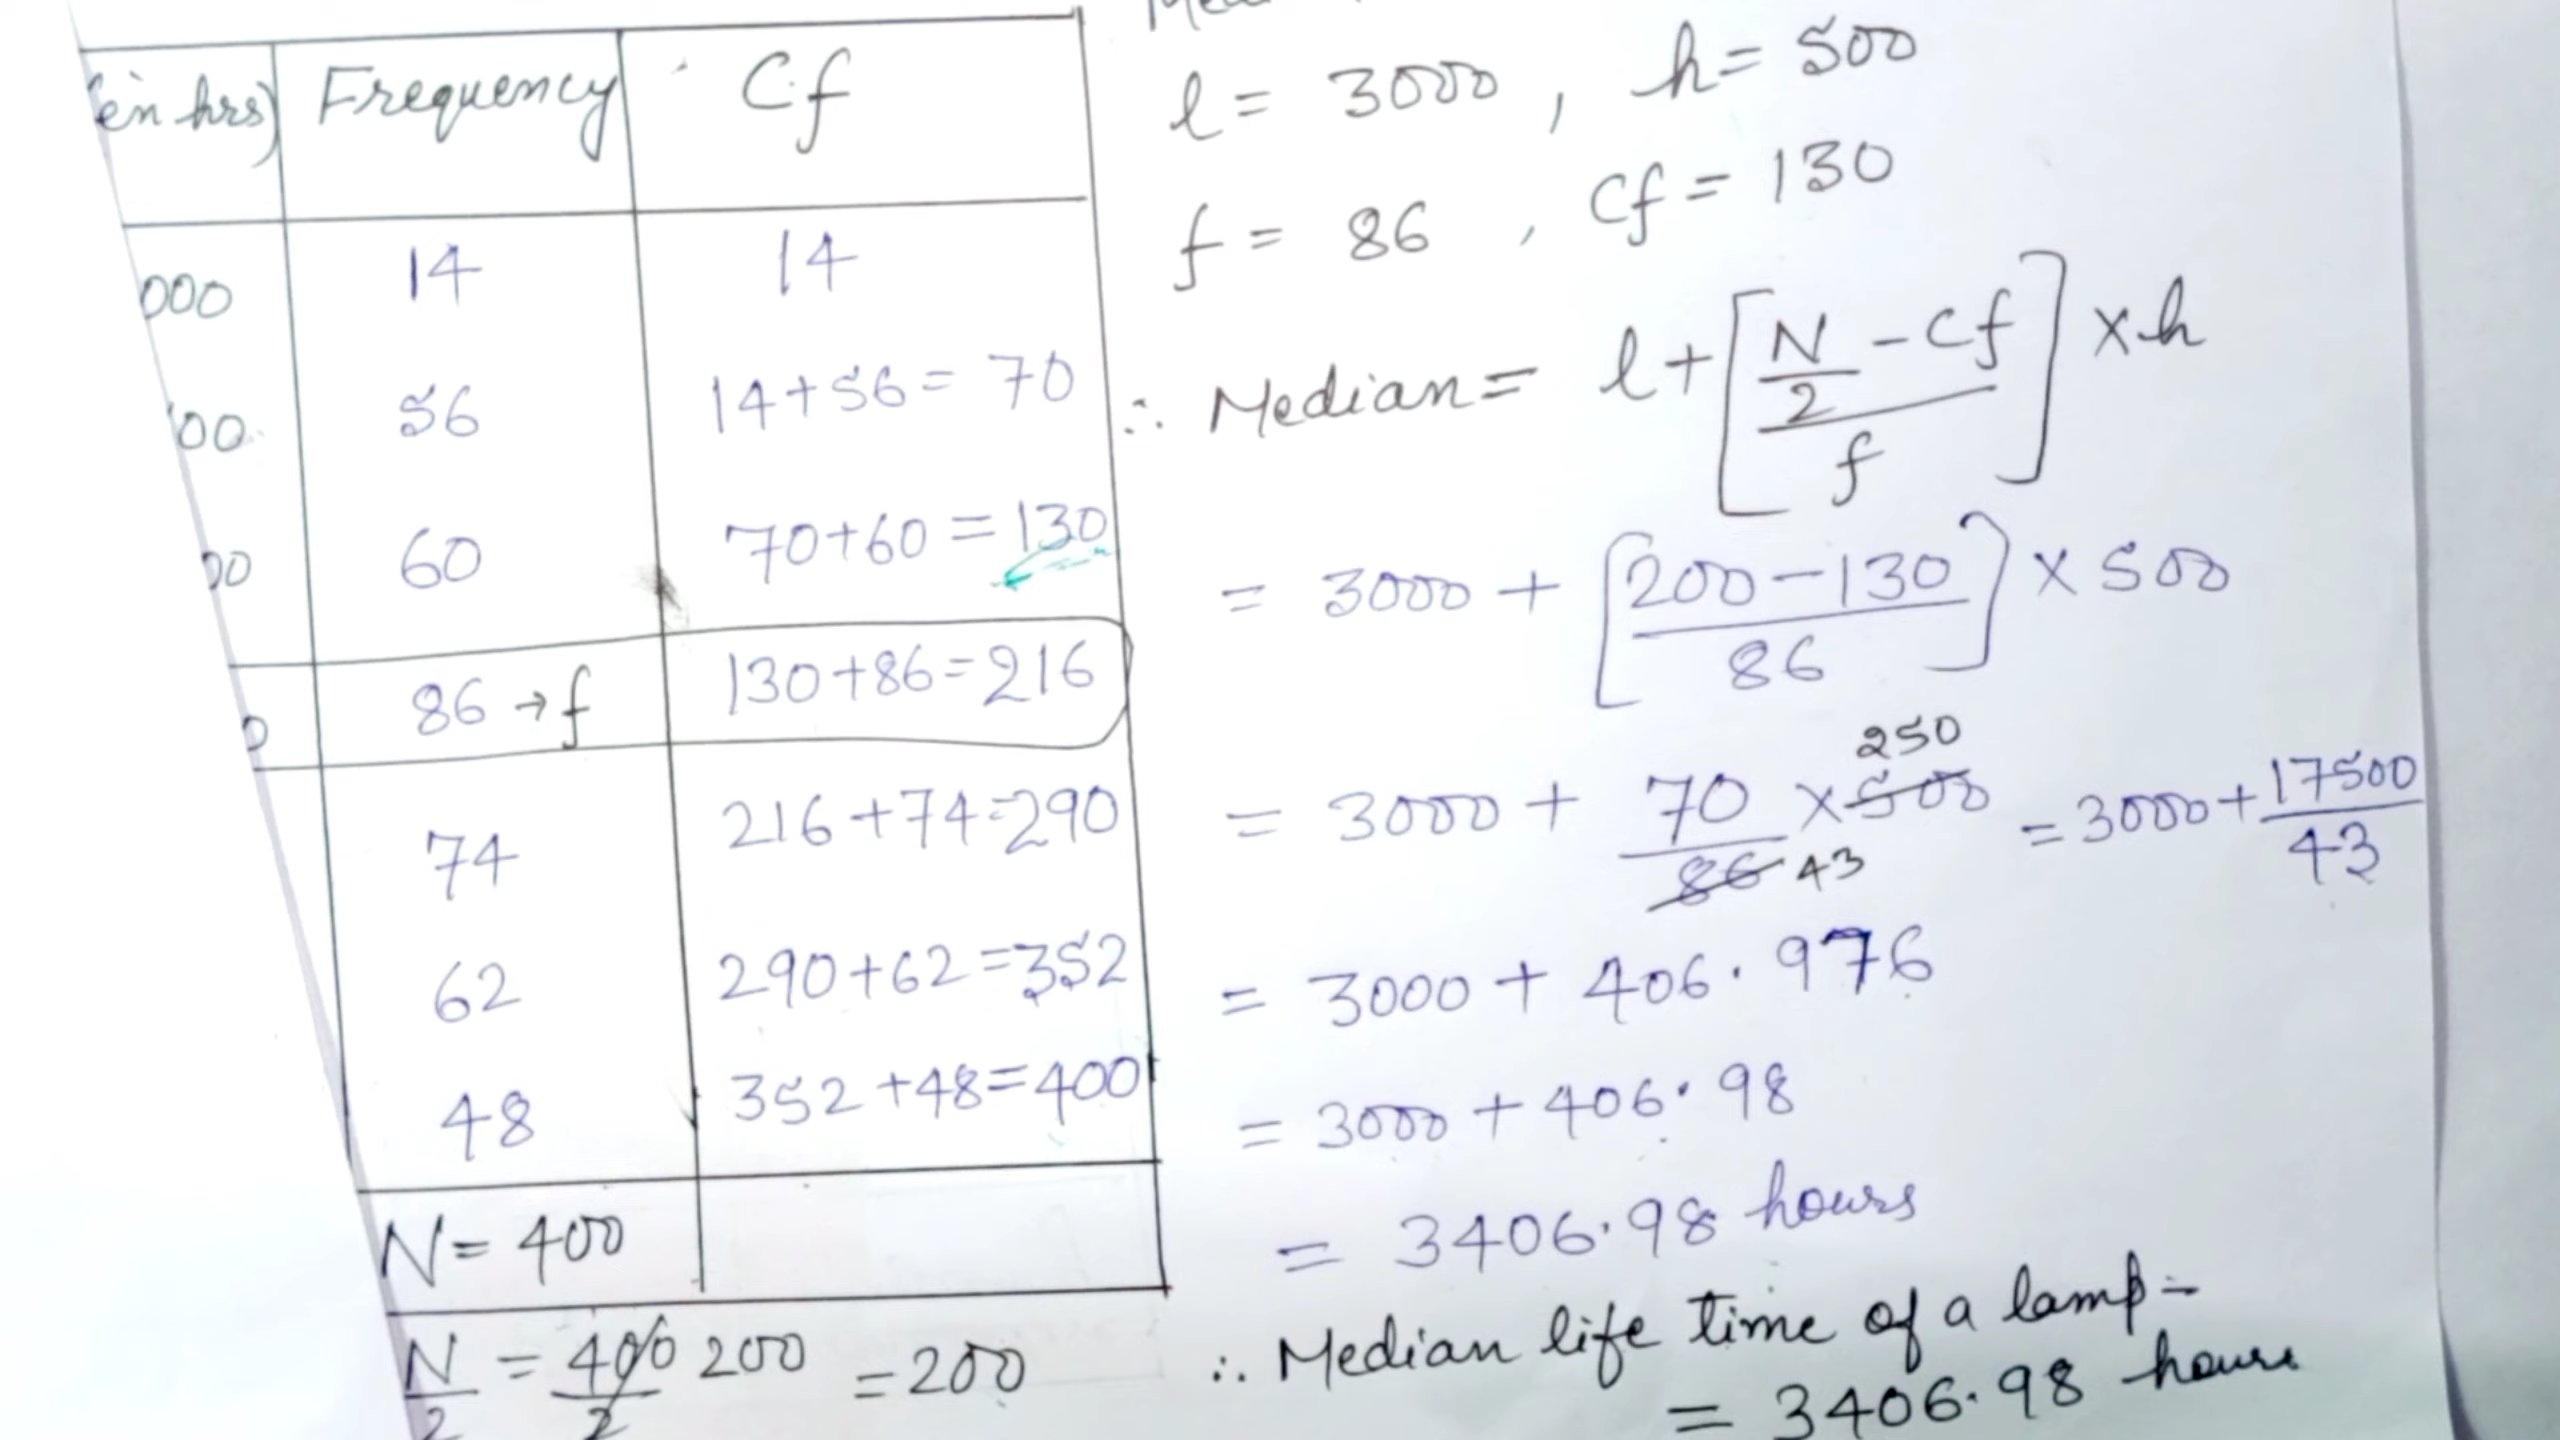 (in hrs) Frequency Cf
000 14 14
00 56 14+56= 70
00 60 70+60=130
0 86→f 130+86=216
74 216+74=290
62 290+62=352
48 352+48=400
N= 400
N/2 = 400/2 200 =200
l= 3000, h= 500
f= 86, Cf= 130
∴ Median= l+[N/2-Cf/f]×h
= 3000+[200-130/86]×500
= 3000+ 70/86 43 ×500 250 =3000+17500/43
= 3000+406.976
= 3000+406.98
= 3406.98 hours
∴ Median life time of a lamp=
= 3406.98 hours